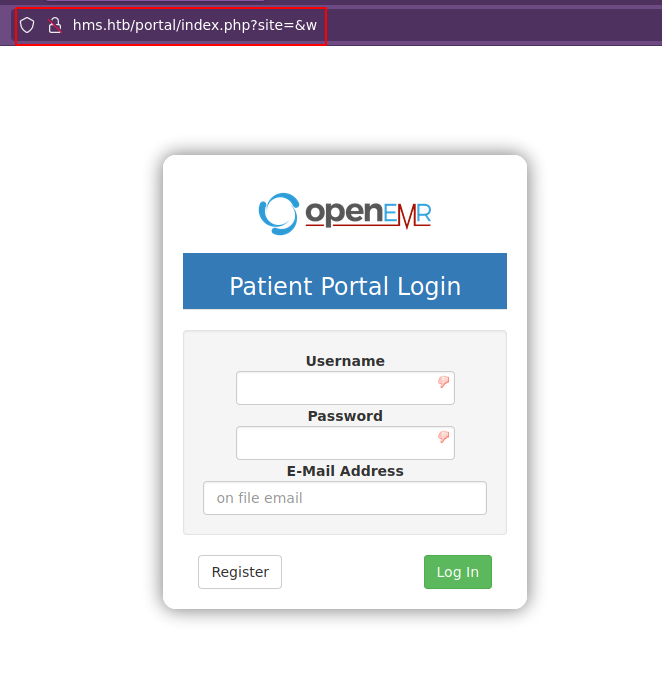 hms.htb/portal/index.php?site=&w
openEMR
Patient Portal Login
Username
Password
E-Mail Address
on file email
Register
Log In